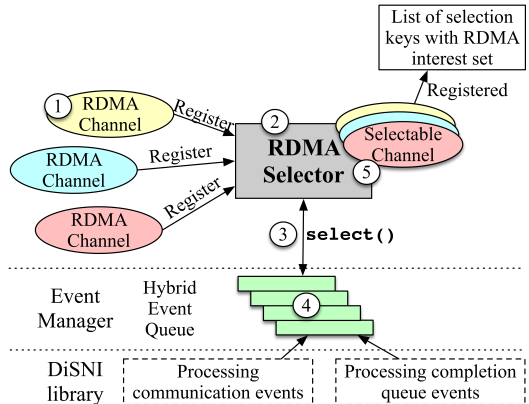 List of selection
keys with RDMA
interest set
Registered
1
RDMA
Channel
Register
2
RDMA
Selector
Selectable
Channel
5
RDMA
Channel
Register
RDMA
Channel
Register
3
select()
Event
Manager
Hybrid
Event
Queue
4
DiSNI
library
Processing
communication events
Processing completion
queue events